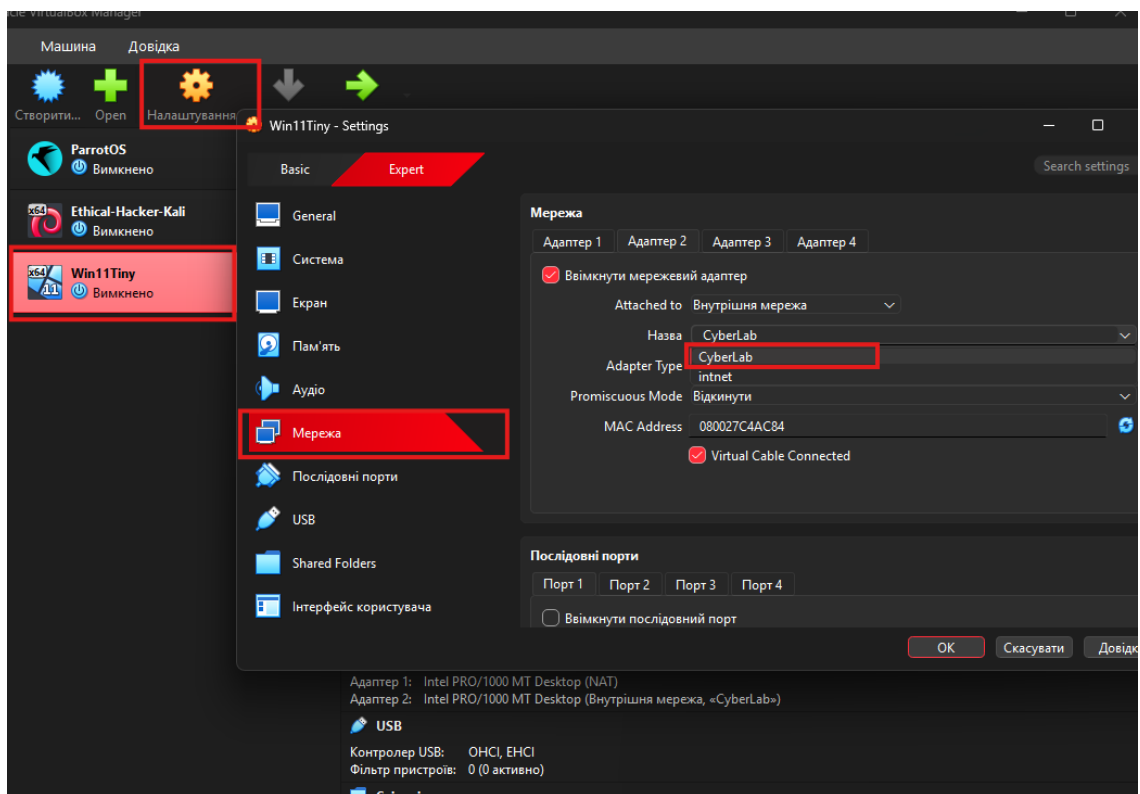 Oracle VirtualBox Manager
Машина Довідка
Створити... Open Налаштування
ParrotOS
Вимкнено
Ethical-Hacker-Kali
Вимкнено
Win11Tiny
Вимкнено
Win11Tiny - Settings
Basic Expert Search settings
General
Система
Екран
Пам'ять
Аудіо
Мережа
Послідовні порти
USB
Shared Folders
Інтерфейс користувача
Мережа
Адаптер 1 Адаптер 2 Адаптер 3 Адаптер 4
Ввімкнути мережевий адаптер
Attached to Внутрішня мережа
Назва CyberLab
CyberLab
Adapter Type intnet
Promiscuous Mode Відкинути
MAC Address 080027C4AC84
Virtual Cable Connected
Послідовні порти
Порт 1 Порт 2 Порт 3 Порт 4
Ввімкнути послідовний порт
OK Скасувати Довідк
Адаптер 1: Intel PRO/1000 MT Desktop (NAT)
Адаптер 2: Intel PRO/1000 MT Desktop (Внутрішня мережа, «CyberLab»)
USB
Контролер USB: OHCI, EHCI
Фільтр пристроїв: 0 (0 активно)